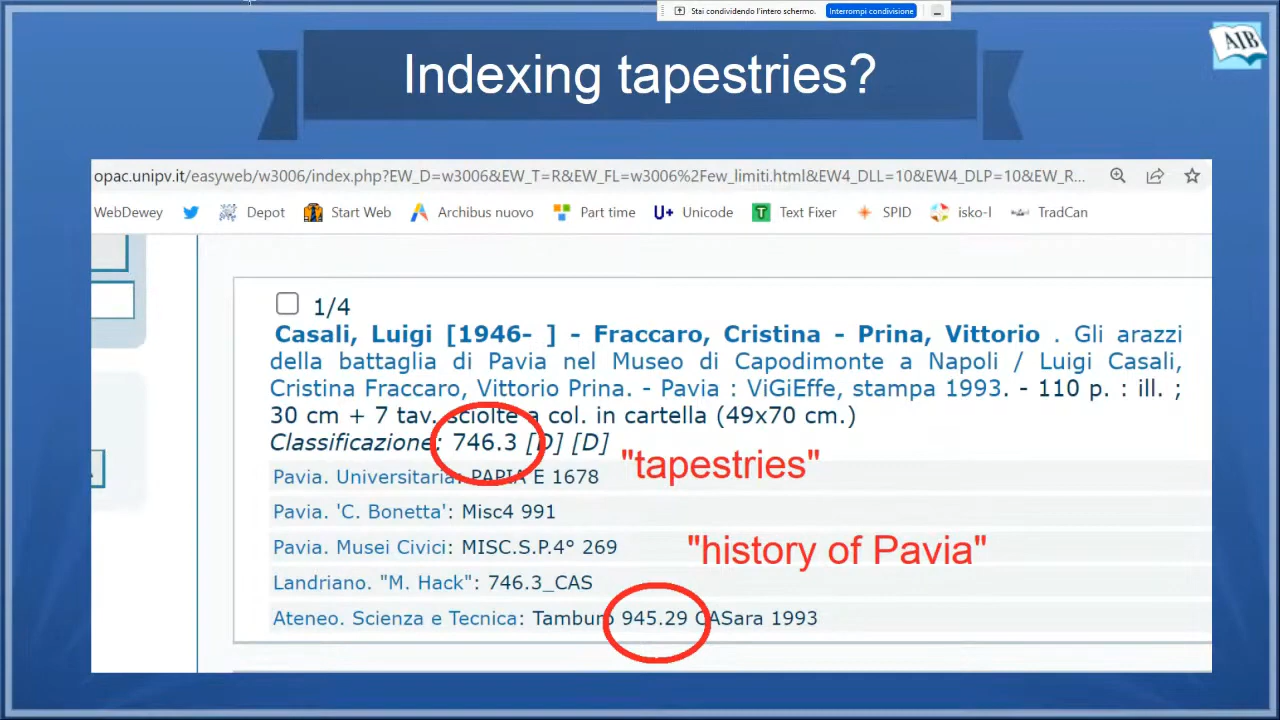 Stai condividendo l'intero schermo. Interrompi condivisione
Indexing tapestries?
AIB
opac.unipv.it/easyweb/w3006/index.php?EW_D=w3006&EW_T=R&EW_FL=w3006%2Few_limiti.html&EW4_DLL=10&EW4_DLP=10&EW_R...
WebDewey Depot Start Web Archibus nuovo Part time U+ Unicode T Text Fixer SPID isko-I TradCan
1/4
Casali, Luigi [1946- ] - Fraccaro, Cristina - Prina, Vittorio . Gli arazzi
della battaglia di Pavia nel Museo di Capodimonte a Napoli / Luigi Casali,
Cristina Fraccaro, Vittorio Prina. - Pavia : ViGiEffe, stampa 1993. - 110 p. : ill. ;
30 cm + 7 tav. sciolte a col. in cartella (49x70 cm.)
Classificazione: 746.3 [D] [D]
"tapestries"
Pavia. Universitaria: PAPIA E 1678
Pavia. 'C. Bonetta': Misc4 991
Pavia. Musei Civici: MISC.S.P.4° 269
"history of Pavia"
Landriano. "M. Hack": 746.3_CAS
Ateneo. Scienza e Tecnica: Tamburo 945.29 CASara 1993